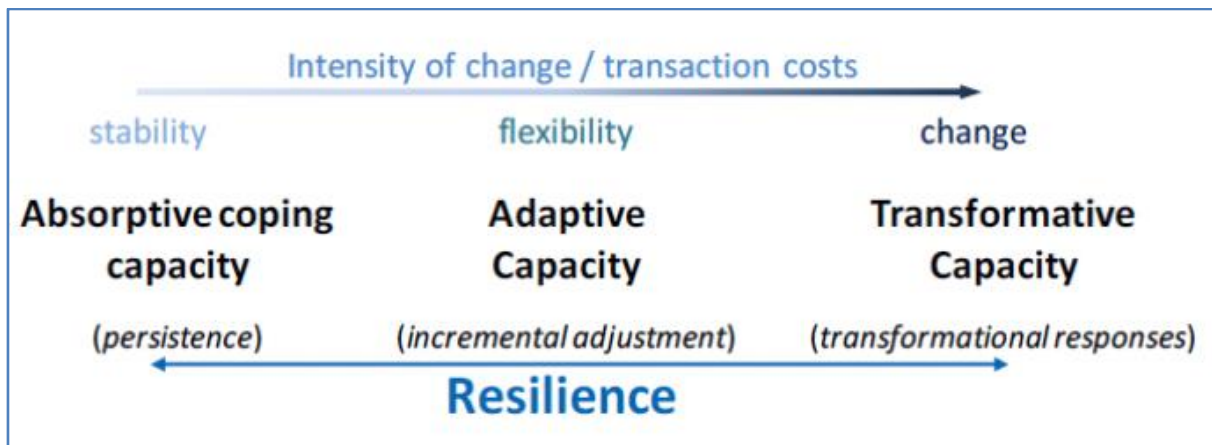 Intensity of change / transaction costs
stability flexibility change
Absorptive coping Adaptive Transformative
capacity Capacity Capacity
(persistence) (incremental adjustment) (transformational responses)
Resilience